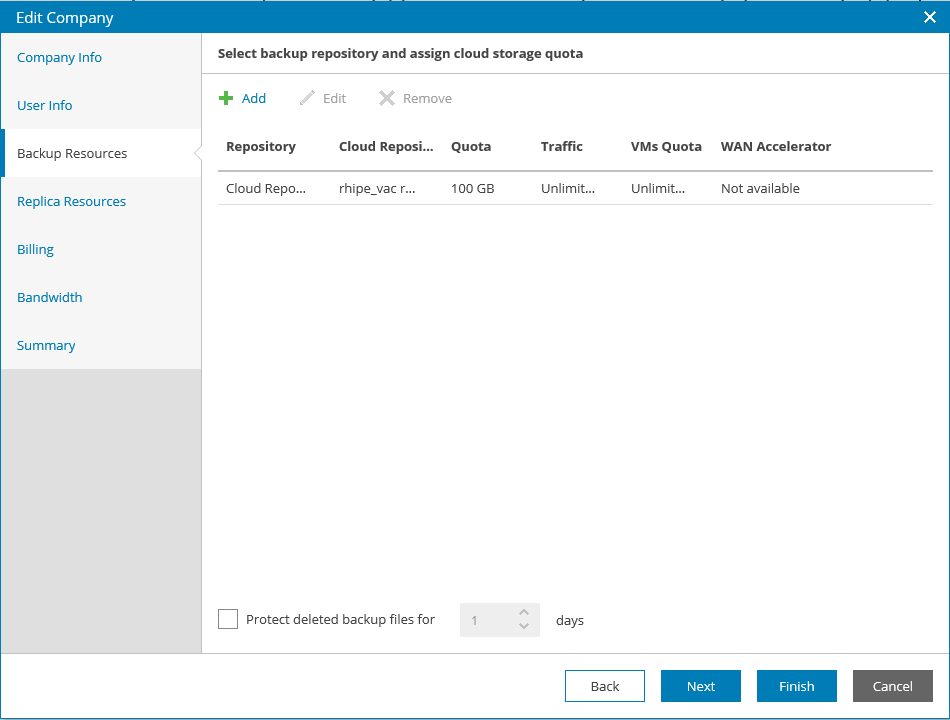 Edit Company
Company Info
User Info
Backup Resources
Replica Resources
Billing
Bandwidth
Summary
Select backup repository and assign cloud storage quota
Add Edit Remove
Repository Cloud Reposi... Quota Traffic VMs Quota WAN Accelerator
Cloud Repo... rhipe_vac r... 100 GB Unlimit... Unlimit... Not available
Protect deleted backup files for 1 days
Back Next Finish Cancel